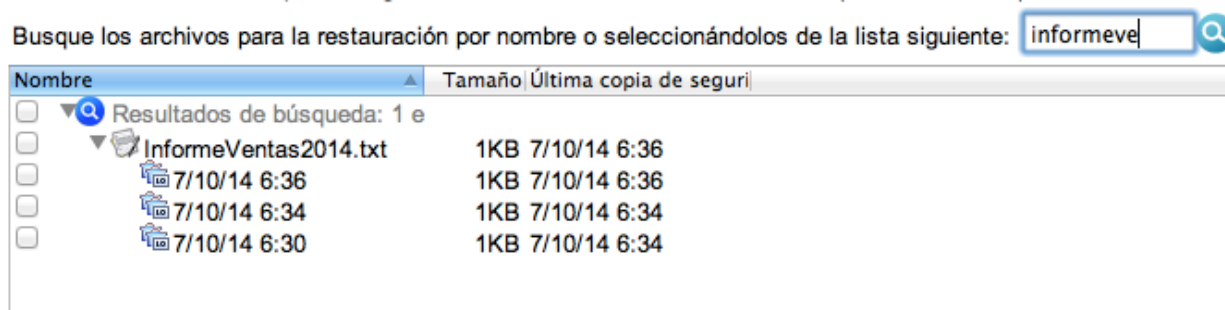 Busque los archivos para la restauración por nombre o seleccionándolos de la lista siguiente: informeve
Nombre Tamaño Última copia de seguri
Resultados de búsqueda: 1 e
InformeVentas2014.txt 1KB 7/10/14 6:36
7/10/14 6:36 1KB 7/10/14 6:36
7/10/14 6:34 1KB 7/10/14 6:34
7/10/14 6:30 1KB 7/10/14 6:34